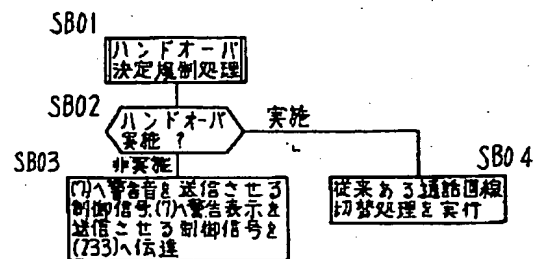 SB01
ハンドオーバ
決定規制処理
SB02
ハンドオーバ
実施 ?
実施
SB03
非実施
(7)へ警告音を送信させる
制御信号,(7)へ警告表示を
送信させる制御信号を
(233)へ伝達
SB04
従来ある通話回線
切替処理を実行